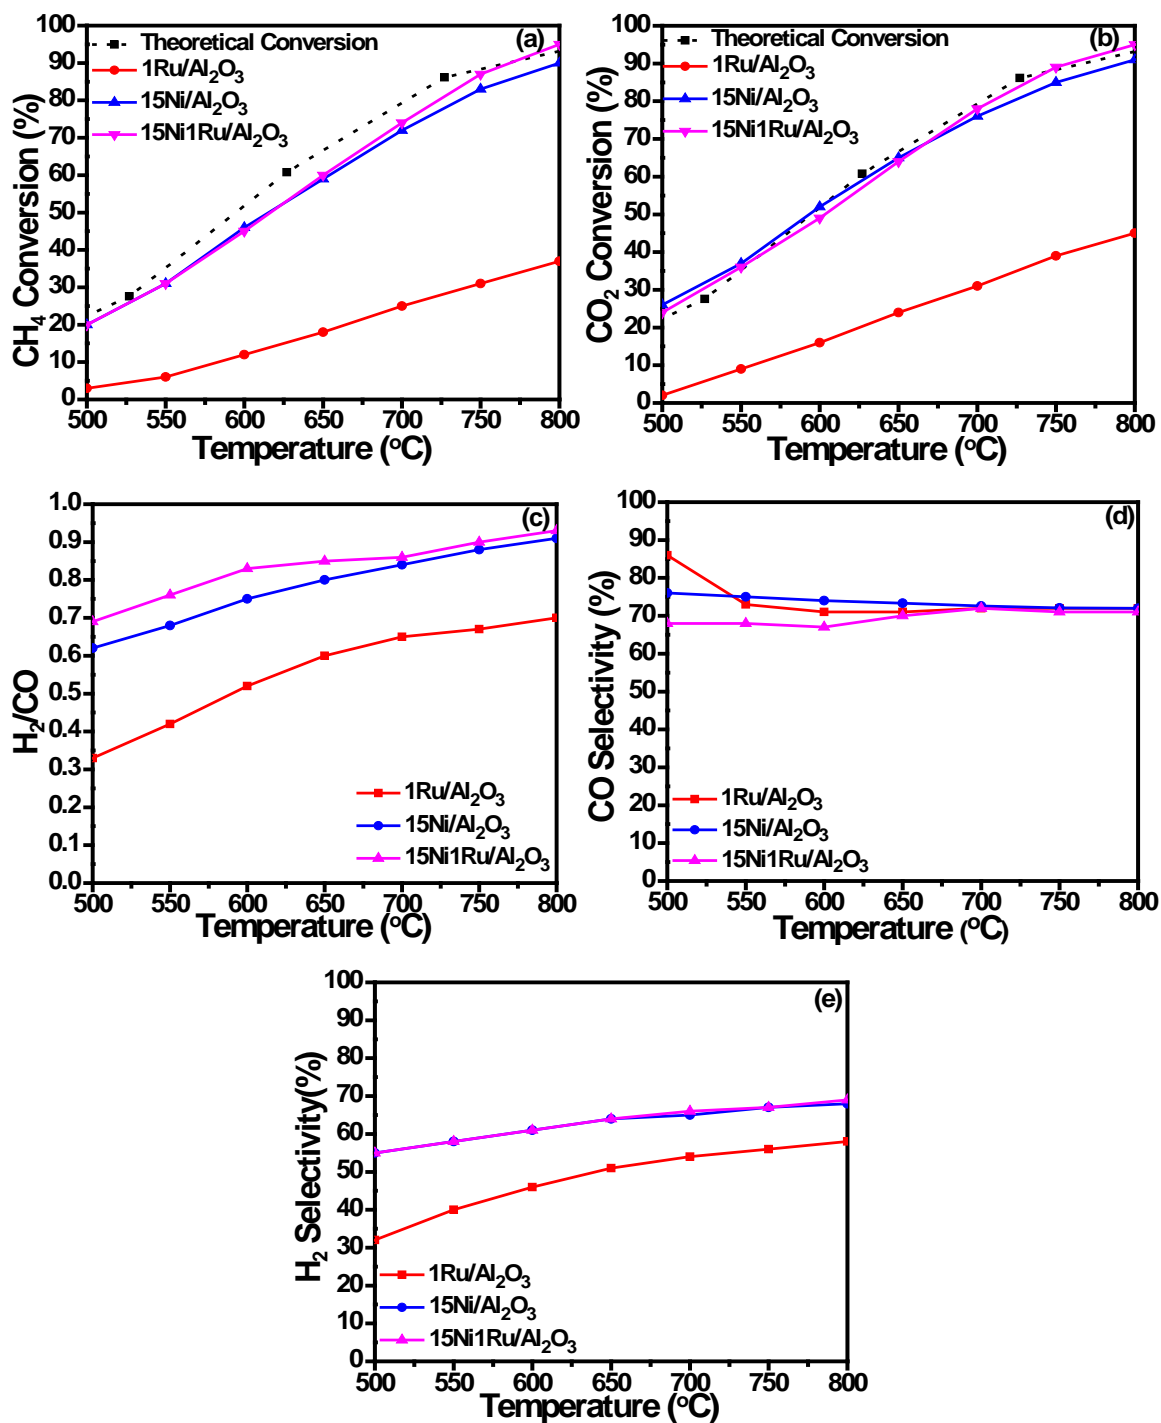 (a)
Theoretical Conversion
1Ru/Al₂O₃
15Ni/Al₂O₃
15Ni1Ru/Al₂O₃
CH₄ Conversion (%)
100
90
80
70
60
50
40
30
20
10
0
500 550 600 650 700 750 800
Temperature (ᵒC)
(b)
Theoretical Conversion
1Ru/Al₂O₃
15Ni/Al₂O₃
15Ni1Ru/Al₂O₃
CO₂ Conversion (%)
100
90
80
70
60
50
40
30
20
10
0
500 550 600 650 700 750 800
Temperature (ᵒC)
(c)
H₂/CO
1.0
0.9
0.8
0.7
0.6
0.5
0.4
0.3
0.2
0.1
0.0
1Ru/Al₂O₃
15Ni/Al₂O₃
15Ni1Ru/Al₂O₃
500 550 600 650 700 750 800
Temperature (ᵒC)
(d)
CO Selectivity (%)
100
90
80
70
60
50
40
30
20
10
0
1Ru/Al₂O₃
15Ni/Al₂O₃
15Ni1Ru/Al₂O₃
500 550 600 650 700 750 800
Temperature (ᵒC)
(e)
H₂ Selectivity(%)
100
90
80
70
60
50
40
30
20
10
0
1Ru/Al₂O₃
15Ni/Al₂O₃
15Ni1Ru/Al₂O₃
500 550 600 650 700 750 800
Temperature (ᵒC)